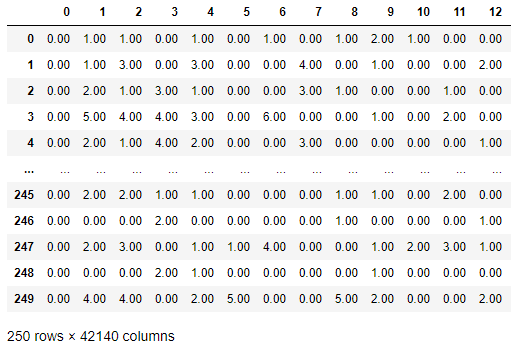 0 1 2 3 4 5 6 7 8 9 10 11 12
0 0.00 1.00 1.00 0.00 1.00 0.00 1.00 0.00 1.00 2.00 1.00 0.00 0.00
1 0.00 1.00 3.00 0.00 3.00 0.00 0.00 4.00 0.00 1.00 0.00 0.00 2.00
2 0.00 2.00 1.00 3.00 1.00 0.00 0.00 3.00 1.00 0.00 0.00 1.00 0.00
3 0.00 5.00 4.00 4.00 3.00 0.00 6.00 0.00 0.00 1.00 0.00 2.00 0.00
4 0.00 2.00 1.00 4.00 2.00 0.00 0.00 3.00 0.00 0.00 0.00 0.00 1.00
... ... ... ... ... ... ... ... ... ... ... ... ... ...
245 0.00 2.00 2.00 1.00 1.00 0.00 0.00 0.00 1.00 1.00 0.00 2.00 0.00
246 0.00 0.00 0.00 2.00 0.00 0.00 0.00 0.00 1.00 0.00 0.00 0.00 1.00
247 0.00 2.00 3.00 0.00 1.00 1.00 4.00 0.00 0.00 1.00 2.00 3.00 1.00
248 0.00 0.00 0.00 2.00 1.00 0.00 0.00 0.00 0.00 1.00 0.00 0.00 0.00
249 0.00 4.00 4.00 0.00 2.00 5.00 0.00 0.00 5.00 2.00 0.00 0.00 2.00
250 rows × 42140 columns